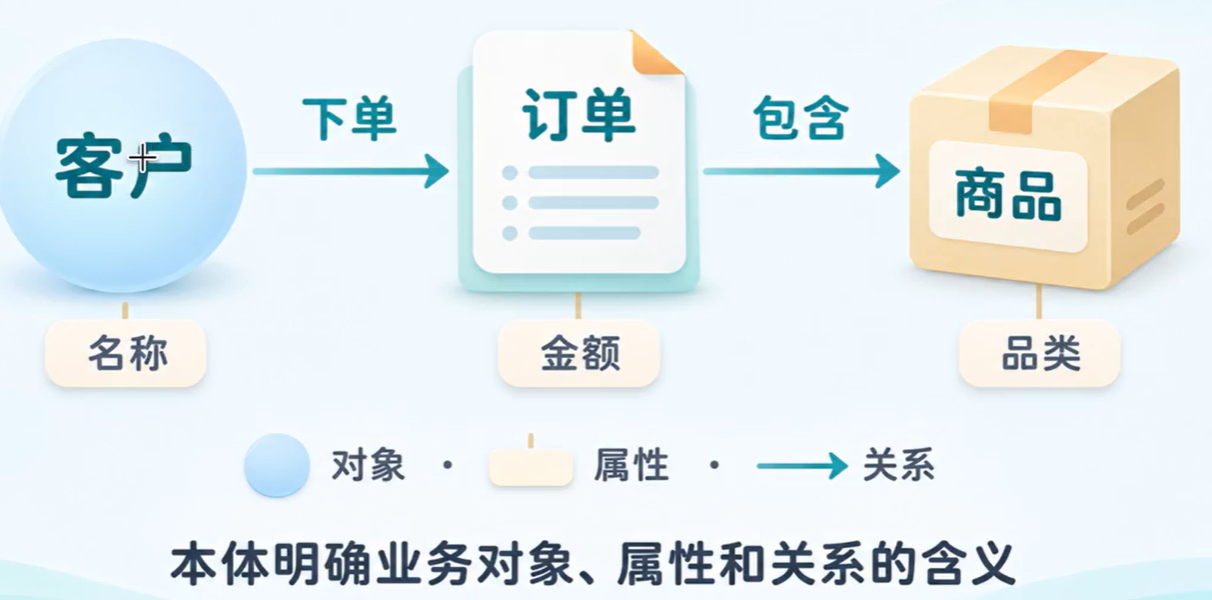 客户
下单
订单
包含
商品
名称
金额
品类
对象 · 属性 · 关系
本体明确业务对象、属性和关系的含义